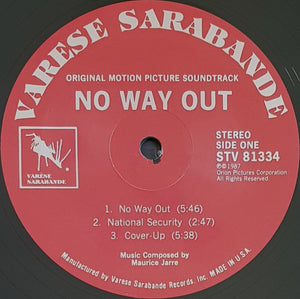 VARESE SARABANDE
ORIGINAL MOTION PICTURE SOUNDTRACK
NO WAY OUT
STEREO
SIDE ONE
STV 81334
℗©1987
Orion Pictures Corporation
All Rights Reserved.
VARÈSE
SARABANDE
1. No Way Out (5:46)
2. National Security (2:47)
3. Cover-Up (5:38)
Music Composed by
Maurice Jarre
Manufactured by Varese Sarabande Records, Inc. MADE IN U.S.A.